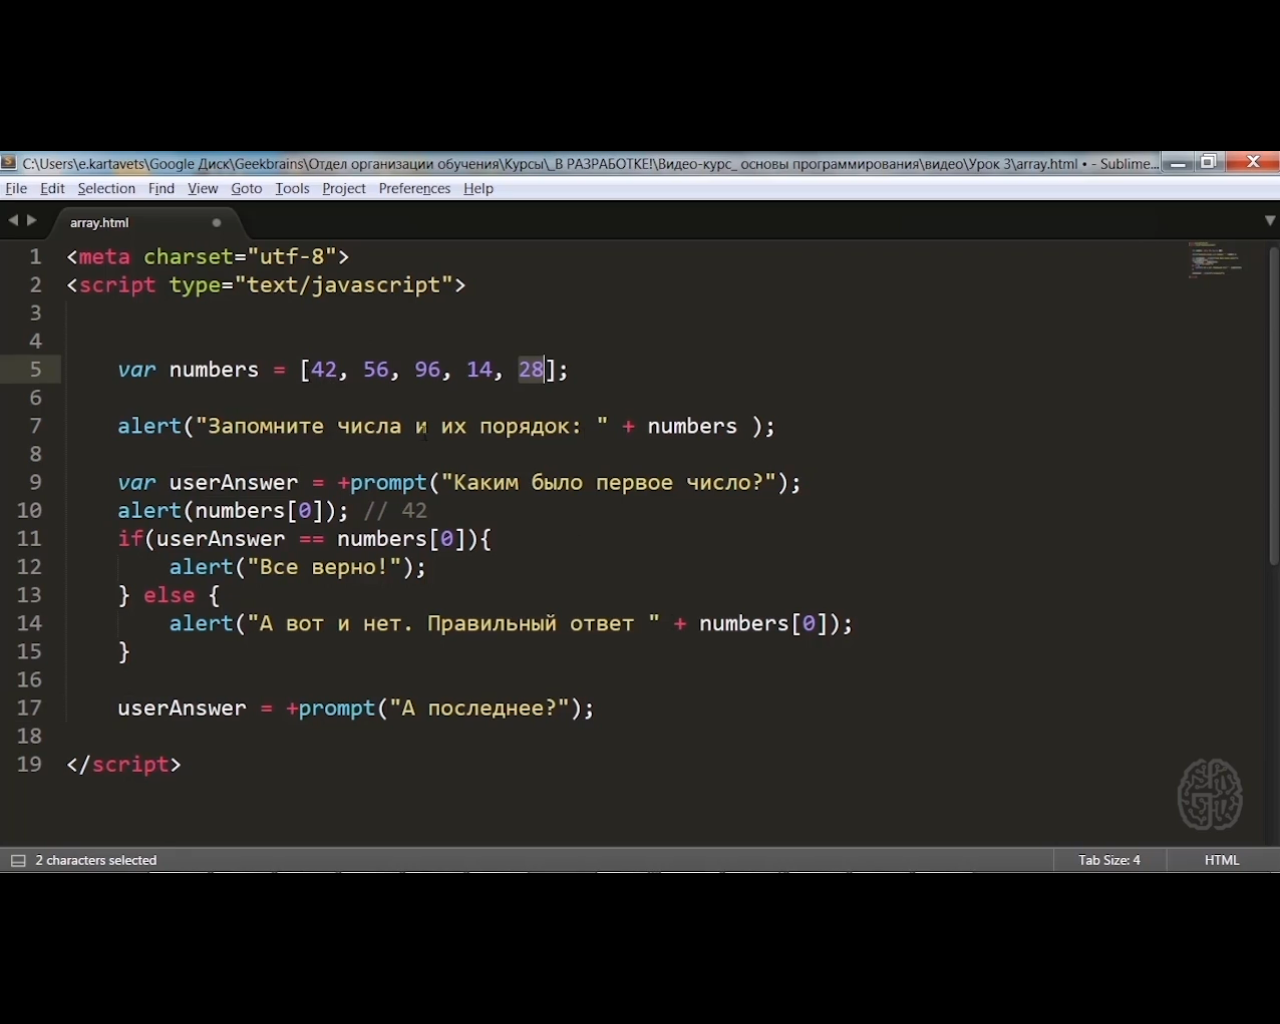 C:\Users\e.kartavets\Google Диск\Geekbrains\Отдел организации обучения\Курсы\_В РАЗРАБОТКЕ!\Видео-курс_ основы программирования\видео\Урок 3\array.html • - Sublime...
File Edit Selection Find View Goto Tools Project Preferences Help
array.html
1 <meta charset="utf-8">
2 <script type="text/javascript">
3
4
5 var numbers = [42, 56, 96, 14, 28];
6
7 alert("Запомните числа и их порядок: " + numbers );
8
9 var userAnswer = +prompt("Каким было первое число?");
10 alert(numbers[0]); // 42
11 if(userAnswer == numbers[0]){
12 alert("Все верно!");
13 } else {
14 alert("А вот и нет. Правильный ответ " + numbers[0]);
15 }
16
17 userAnswer = +prompt("А последнее?");
18
19 </script>
2 characters selected Tab Size: 4 HTML